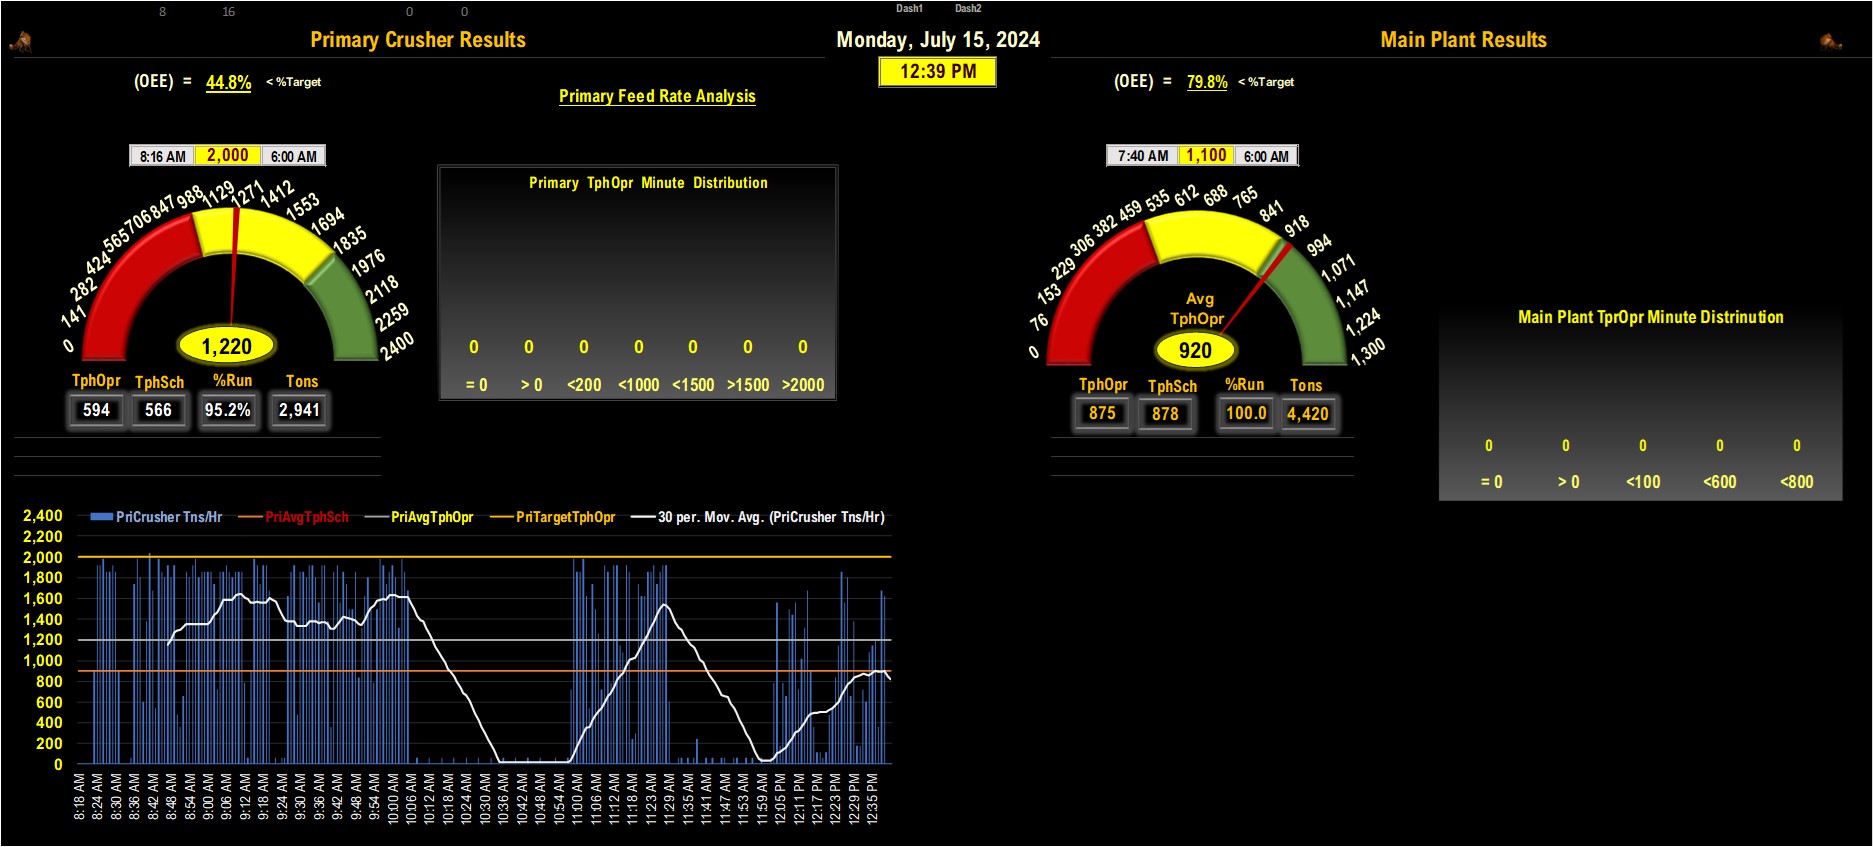 8 16 0 0 Dash1 Dash2
Primary Crusher Results
Monday, July 15, 2024
Main Plant Results
12:39 PM
(OEE) = 44.8% < %Target
Primary Feed Rate Analysis
(OEE) = 79.8% < %Target
8:16 AM 2,000 6:00 AM
7:40 AM 1,100 6:00 AM
0 141 282 424 565 706 847 988 1129 1271 1412 1553 1694 1835 1976 2118 2259 2400
1,220
TphOpr TphSch %Run Tons
594 566 95.2% 2,941
Primary TphOpr Minute Distribution
0 0 0 0 0 0 0
= 0 > 0 <200 <1000 <1500 >1500 >2000
0 76 153 229 306 382 459 535 612 688 765 841 918 994 1,071 1,147 1,224 1,300
Avg
TphOpr
920
TphOpr TphSch %Run Tons
875 878 100.0 4,420
Main Plant TprOpr Minute Distrinution
0 0 0 0 0
= 0 > 0 <100 <600 <800
PriCrusher Tns/Hr PriAvgTphSch PriAvgTphOpr PriTargetTphOpr 30 per. Mov. Avg. (PriCrusher Tns/Hr)
2,400
2,200
2,000
1,800
1,600
1,400
1,200
1,000
800
600
400
200
0
8:18 AM 8:24 AM 8:30 AM 8:36 AM 8:42 AM 8:48 AM 8:54 AM 9:00 AM 9:06 AM 9:12 AM 9:18 AM 9:24 AM 9:30 AM 9:36 AM 9:42 AM 9:48 AM 9:54 AM 10:00 AM 10:06 AM 10:12 AM 10:18 AM 10:24 AM 10:30 AM 10:36 AM 10:42 AM 10:48 AM 10:54 AM 11:00 AM 11:06 AM 11:12 AM 11:18 AM 11:23 AM 11:29 AM 11:35 AM 11:41 AM 11:47 AM 11:53 AM 11:59 AM 12:05 PM 12:11 PM 12:17 PM 12:23 PM 12:29 PM 12:35 PM